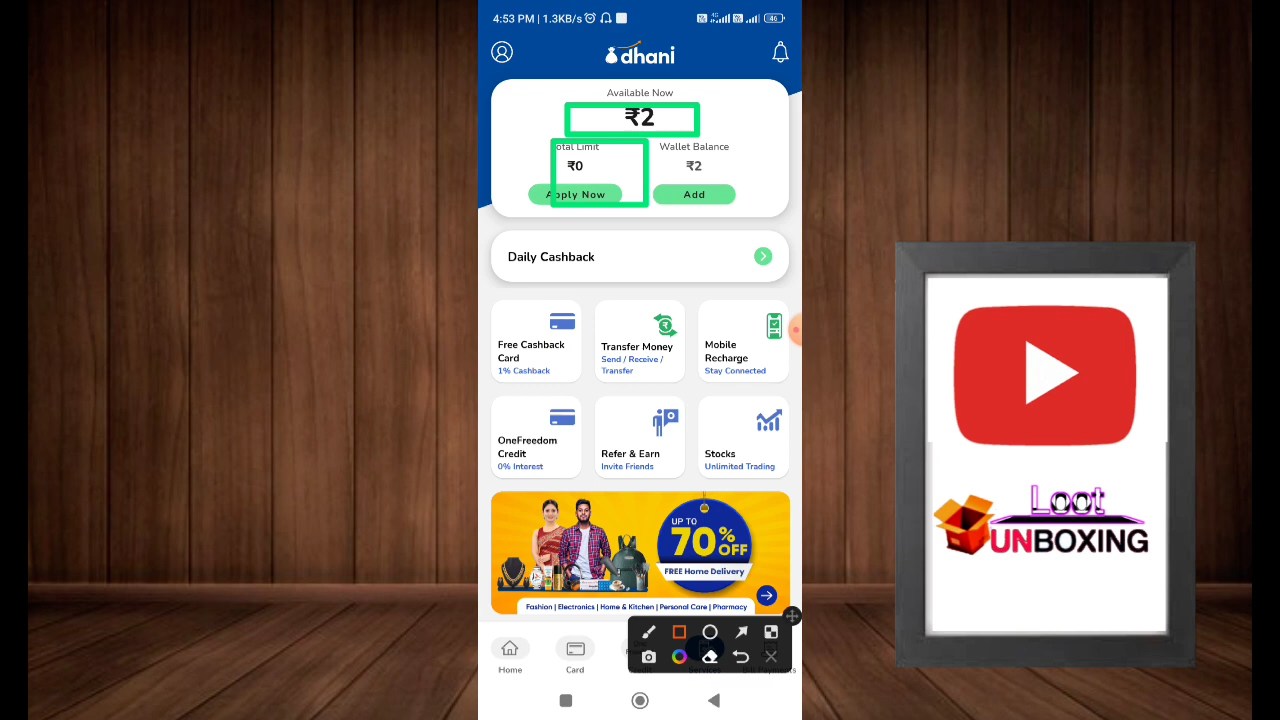 4:53 PM | 1.3KB/s
46
dhani
Available Now
₹2
Total Limit
Wallet Balance
₹0
₹2
Apply Now
Add
Daily Cashback
Free Cashback
Card
1% Cashback
Transfer Money
Send / Receive /
Transfer
Mobile
Recharge
Stay Connected
OneFreedom
Credit
0% Interest
Refer & Earn
Invite Friends
Stocks
Unlimited Trading
UP TO
70% OFF
FREE Home Delivery
Fashion | Electronics | Home & Kitchen | Personal Care | Pharmacy
Home
Card
Loot
UNBOXING